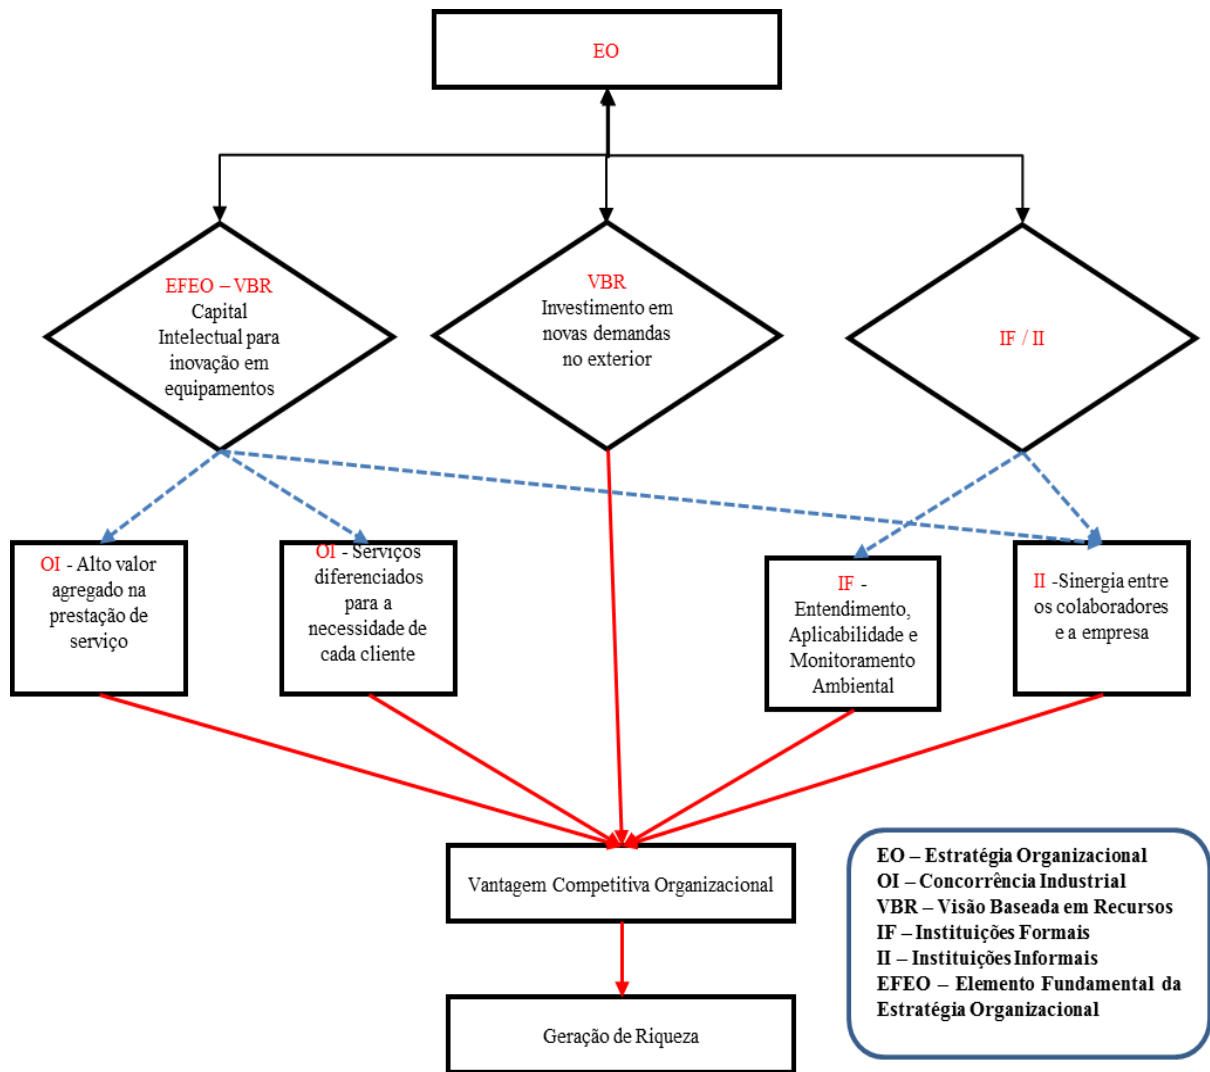 EO
EFEO – VBR
Capital
Intelectual para
inovação em
equipamentos
VBR
Investimento em
novas demandas
no exterior
IF / II
OI - Alto valor
agregado na
prestação de
serviço
OI - Serviços
diferenciados
para a
necessidade de
cada cliente
IF -
Entendimento,
Aplicabilidade e
Monitoramento
Ambiental
II -Sinergia entre
os colaboradores
e a empresa
Vantagem Competitiva Organizacional
Geração de Riqueza
EO – Estratégia Organizacional
OI – Concorrência Industrial
VBR – Visão Baseada em Recursos
IF – Instituições Formais
II – Instituições Informais
EFEO – Elemento Fundamental da
Estratégia Organizacional